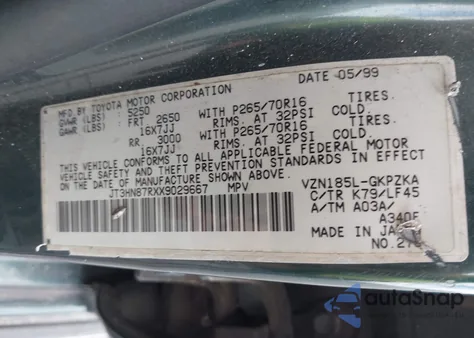 MFD.BY TOYOTA MOTOR CORPORATION DATE 05/99
GVWR (LBS) : 5250
GAWR (LBS) : FRT 2650 WITH P265/70R16 TIRES.
16X7JJ RIMS. AT 32PSI COLD.
RR 3000 WITH P265/70R16 TIRES.
16X7JJ RIMS. AT 32PSI COLD.
THIS VEHICLE CONFORMS TO ALL APPLICABLE FEDERAL MOTOR
VEHICLE SAFETY AND THEFT PREVENTION STANDARDS IN EFFECT
ON THE DATE OF MANUFACTURE SHOWN ABOVE.
JT3HN87RXX9029667 MPV
VZN185L-GKPZKA
C/TR K79/LF45
A/TM A03A/
A340F
MADE IN
NO.
autoSnap